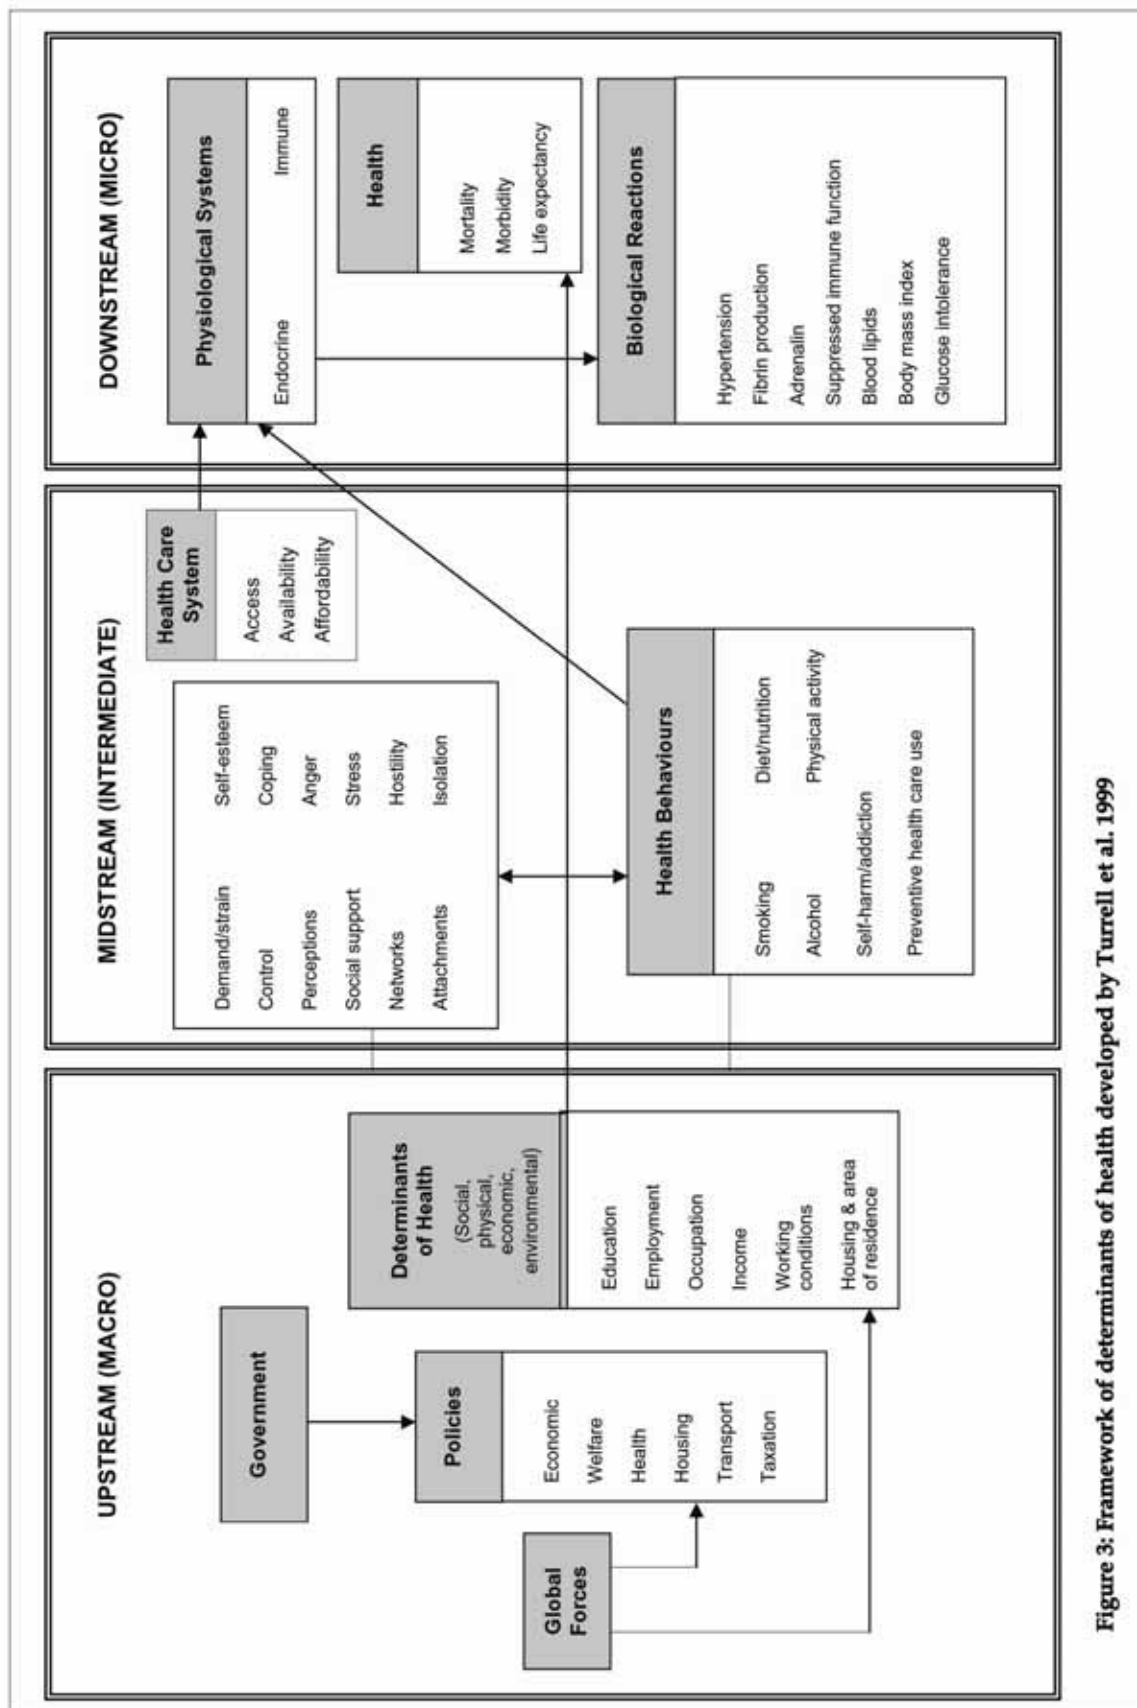 UPSTREAM (MACRO)
Government
Global
Forces
Policies
Economic
Welfare
Health
Housing
Transport
Taxation
Determinants
of Health
(Social,
physical,
economic,
environmental)
Education
Employment
Occupation
Income
Working
conditions
Housing & area
of residence
MIDSTREAM (INTERMEDIATE)
Demand/strain Self-esteem
Control Coping
Perceptions Anger
Social support Stress
Networks Hostility
Attachments Isolation
Health Care
System
Access
Availability
Affordability
Health Behaviours
Smoking Diet/nutrition
Alcohol Physical activity
Self-harm/addiction
Preventive health care use
DOWNSTREAM (MICRO)
Physiological Systems
Endocrine Immune
Health
Mortality
Morbidity
Life expectancy
Biological Reactions
Hypertension
Fibrin production
Adrenalin
Suppressed immune function
Blood lipids
Body mass index
Glucose intolerance
Figure 3: Framework of determinants of health developed by Turrell et al. 1999